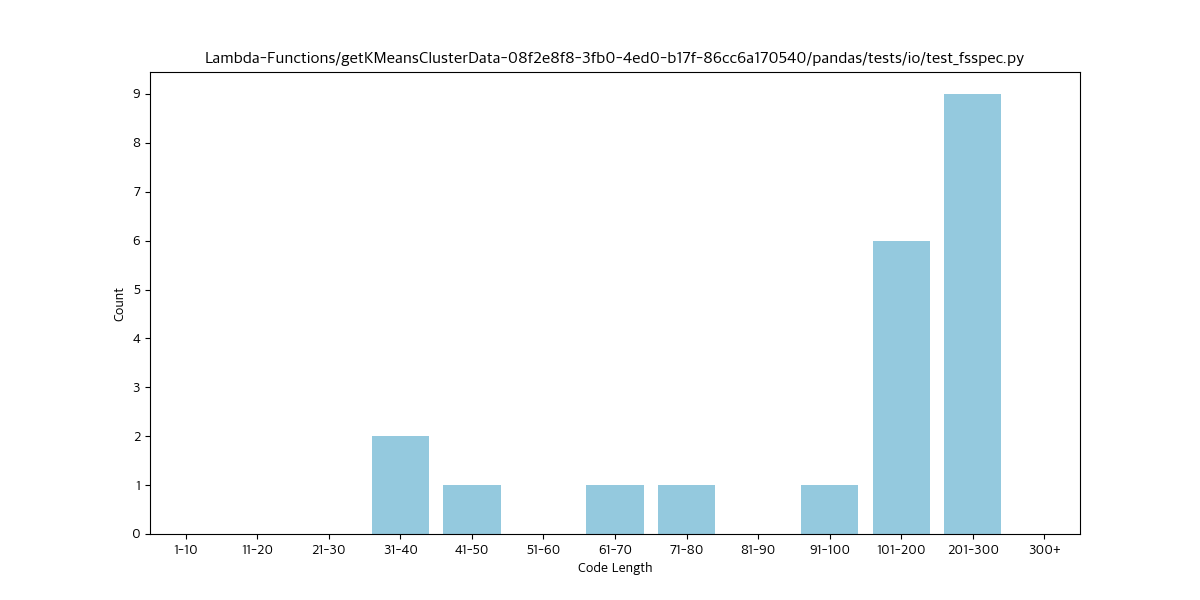 Lambda-Functions/getKMeansClusterData-08f2e8f8-3fb0-4ed0-b17f-86cc6a170540/pandas/tests/io/test_fsspec.py
9
8
7
6
5
4
3
2
1
0
Count
1-10 11-20 21-30 31-40 41-50 51-60 61-70 71-80 81-90 91-100 101-200 201-300 300+
Code Length